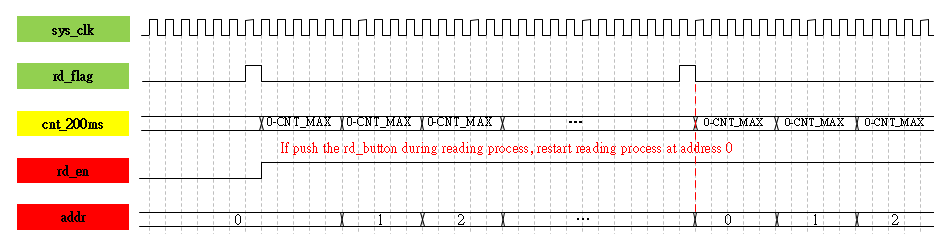 sys_clk
rd_flag
cnt_200ms 0-CNT_MAX 0-CNT_MAX 0-CNT_MAX ··· 0-CNT_MAX 0-CNT_MAX 0-CNT_MAX
If push the rd_button during reading process, restart reading process at address 0
rd_en
addr 0 1 2 ··· 0 1 2